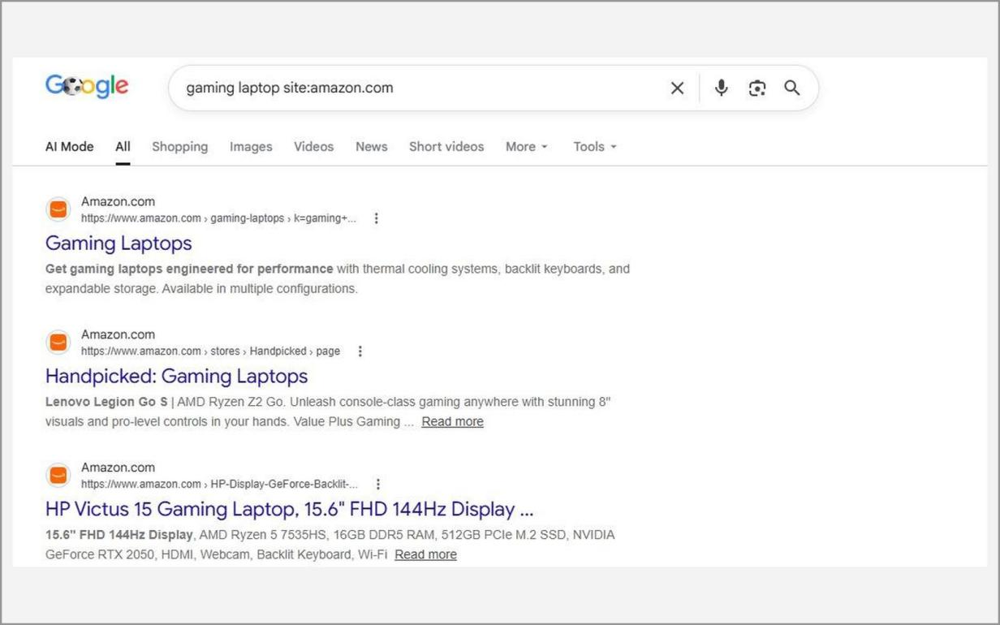 Google
gaming laptop site:amazon.com
AI Mode All Shopping Images Videos News Short videos More Tools
Amazon.com
https://www.amazon.com › gaming-laptops › k=gaming+...
Gaming Laptops
Get gaming laptops engineered for performance with thermal cooling systems, backlit keyboards, and
expandable storage. Available in multiple configurations.
Amazon.com
https://www.amazon.com › stores › Handpicked › page
Handpicked: Gaming Laptops
Lenovo Legion Go S | AMD Ryzen Z2 Go. Unleash console-class gaming anywhere with stunning 8"
visuals and pro-level controls in your hands. Value Plus Gaming ... Read more
Amazon.com
https://www.amazon.com › HP-Display-GeForce-Backlit-...
HP Victus 15 Gaming Laptop, 15.6" FHD 144Hz Display ...
15.6" FHD 144Hz Display, AMD Ryzen 5 7535HS, 16GB DDR5 RAM, 512GB PCIe M.2 SSD, NVIDIA
GeForce RTX 2050, HDMI, Webcam, Backlit Keyboard, Wi-Fi Read more